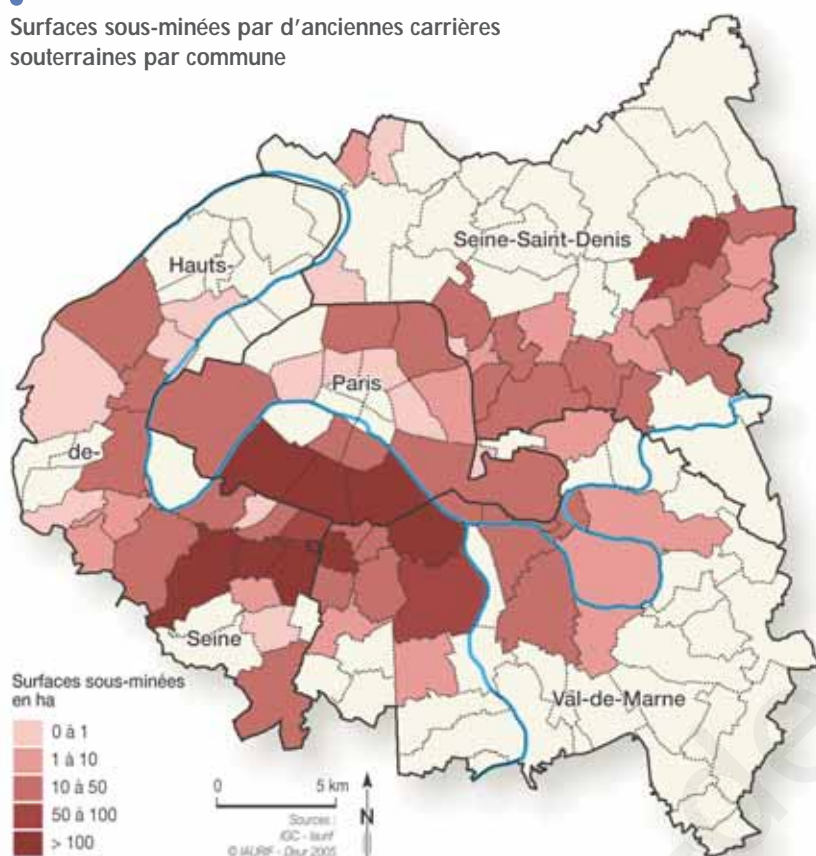 Surfaces sous-minées par d'anciennes carrières
souterraines par commune
Seine-Saint-Denis
Hauts-
Paris
de-
Seine
Val-de-Marne
Surfaces sous-minées
en ha
0 à 1
1 à 10
10 à 50
50 à 100
> 100
0 5 km
N
Sources :
IGC - Iaurif
© IAURIF - Dsur 2005